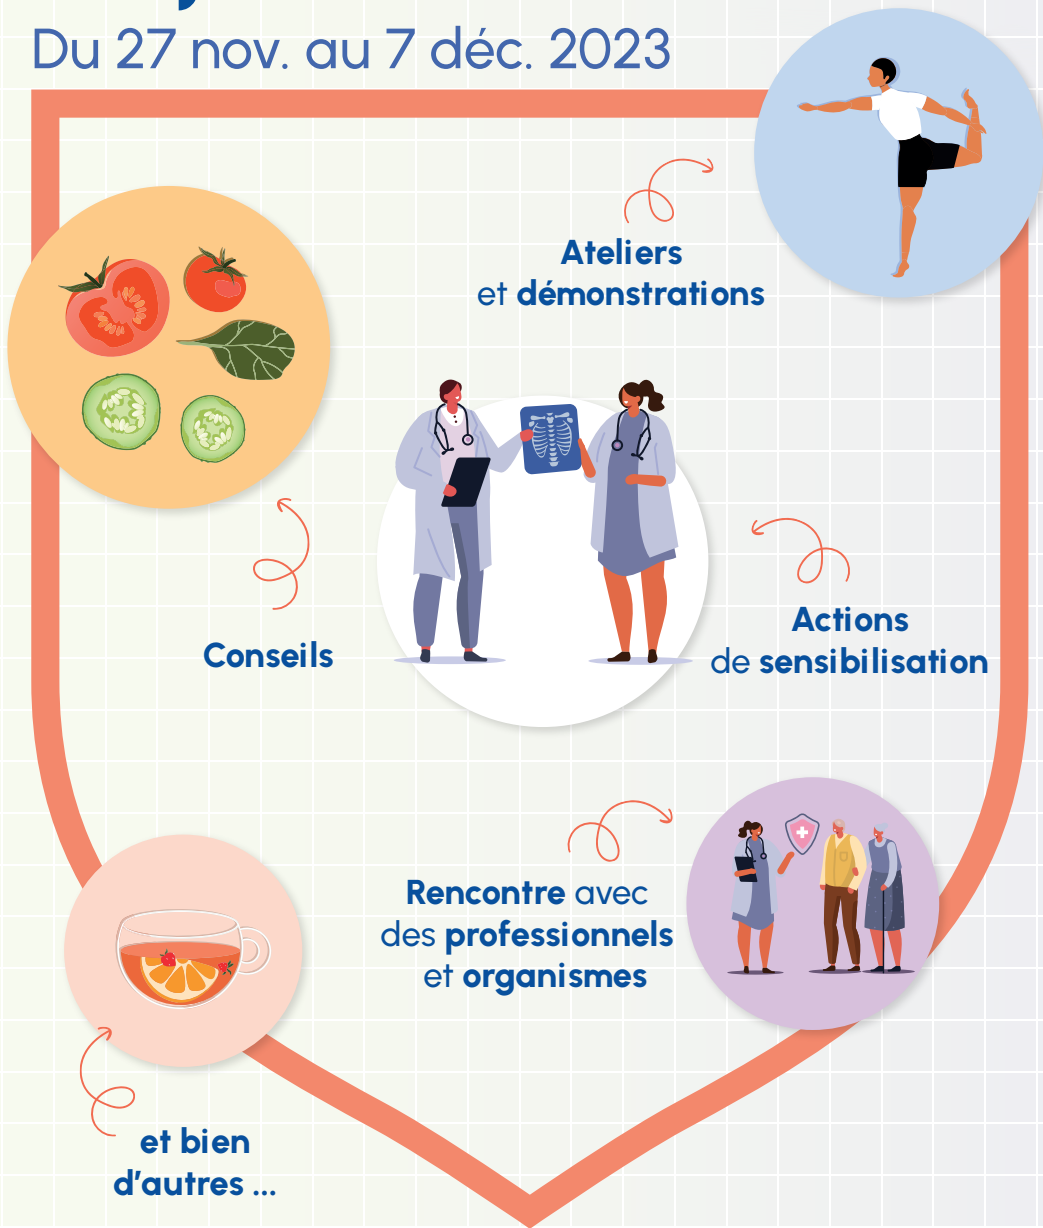 Du 27 nov. au 7 déc. 2023
Ateliers
et démonstrations
Conseils
Actions
de sensibilisation
Rencontre avec
des professionnels
et organismes
et bien
d'autres ...